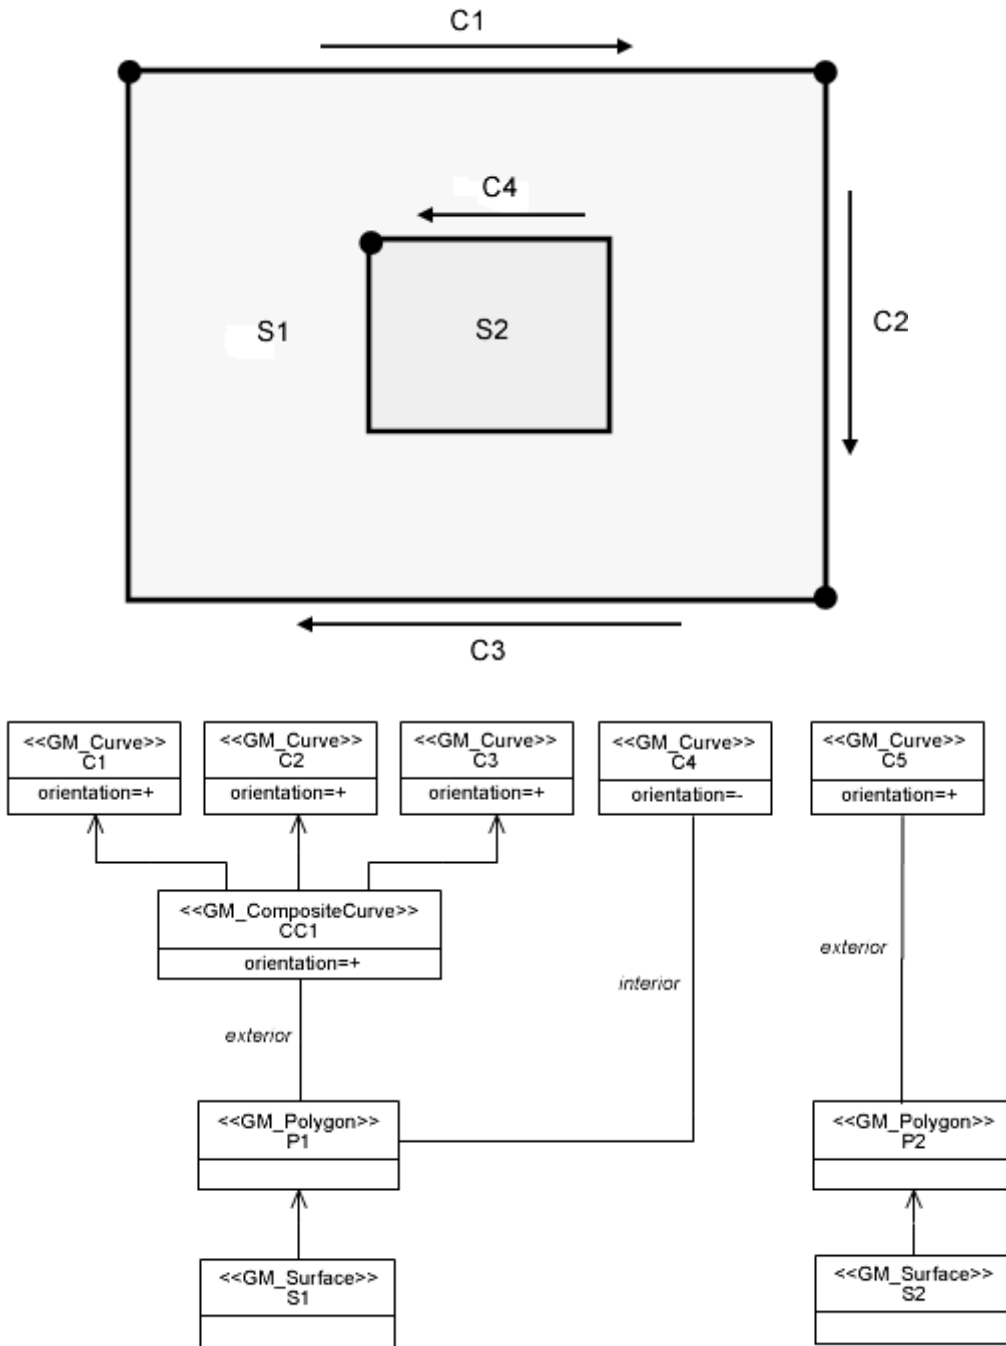 C1
C4
S1
S2
C2
C3
<<GM_Curve>>
C1
orientation=+
<<GM_Curve>>
C2
orientation=+
<<GM_Curve>>
C3
orientation=+
<<GM_Curve>>
C4
orientation=-
<<GM_Curve>>
C5
orientation=+
<<GM_CompositeCurve>>
CC1
orientation=+
exterior
interior
exterior
<<GM_Polygon>>
P1
<<GM_Polygon>>
P2
<<GM_Surface>>
S1
<<GM_Surface>>
S2